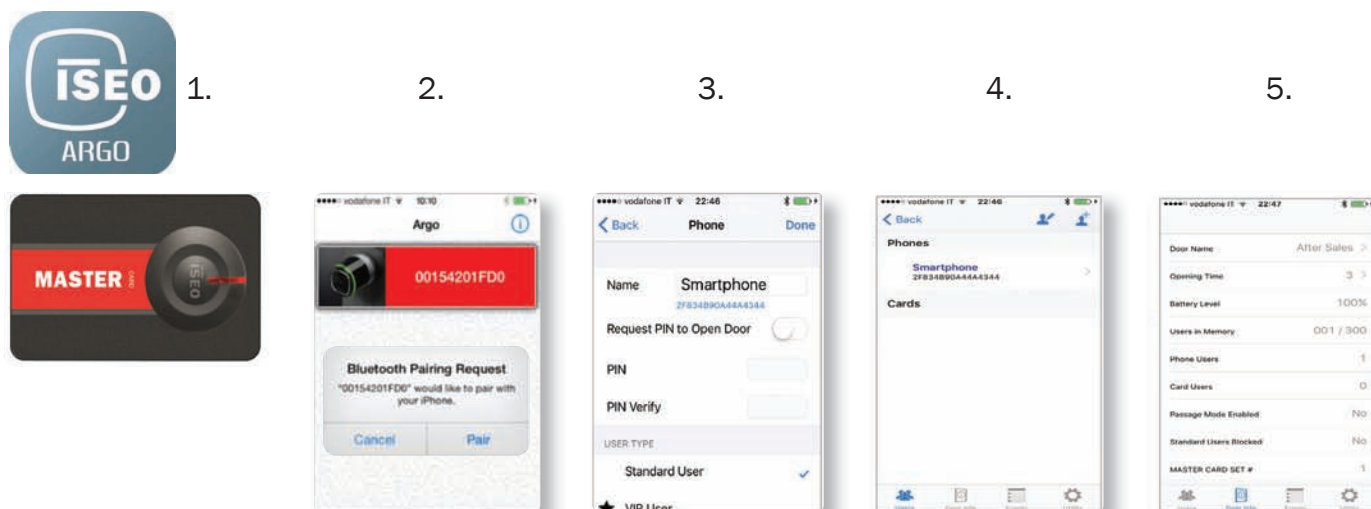 ISEO
ARGO
1.
2.
3.
4.
5.
MASTER CARD
ISEO
vodafone IT 10:10
Argo
00154201FD0
Bluetooth Pairing Request
"00154201FD0" would like to pair with
your iPhone.
Cancel Pair
vodafone IT 22:46
Back Phone Done
Name Smartphone
2F834B90A44A4344
Request PIN to Open Door
PIN
PIN Verify
USER TYPE
Standard User
VIP User
vodafone IT 22:46
Back
Phones
Smartphone
2F834B90A44A4344
Cards
vodafone IT 22:47
Door Name After Sales
Opening Time 3
Battery Level 100%
Users in Memory 001 / 300
Phone Users 1
Card Users 0
Passage Mode Enabled No
Standard Users Blocked No
MASTER CARD SET # 1